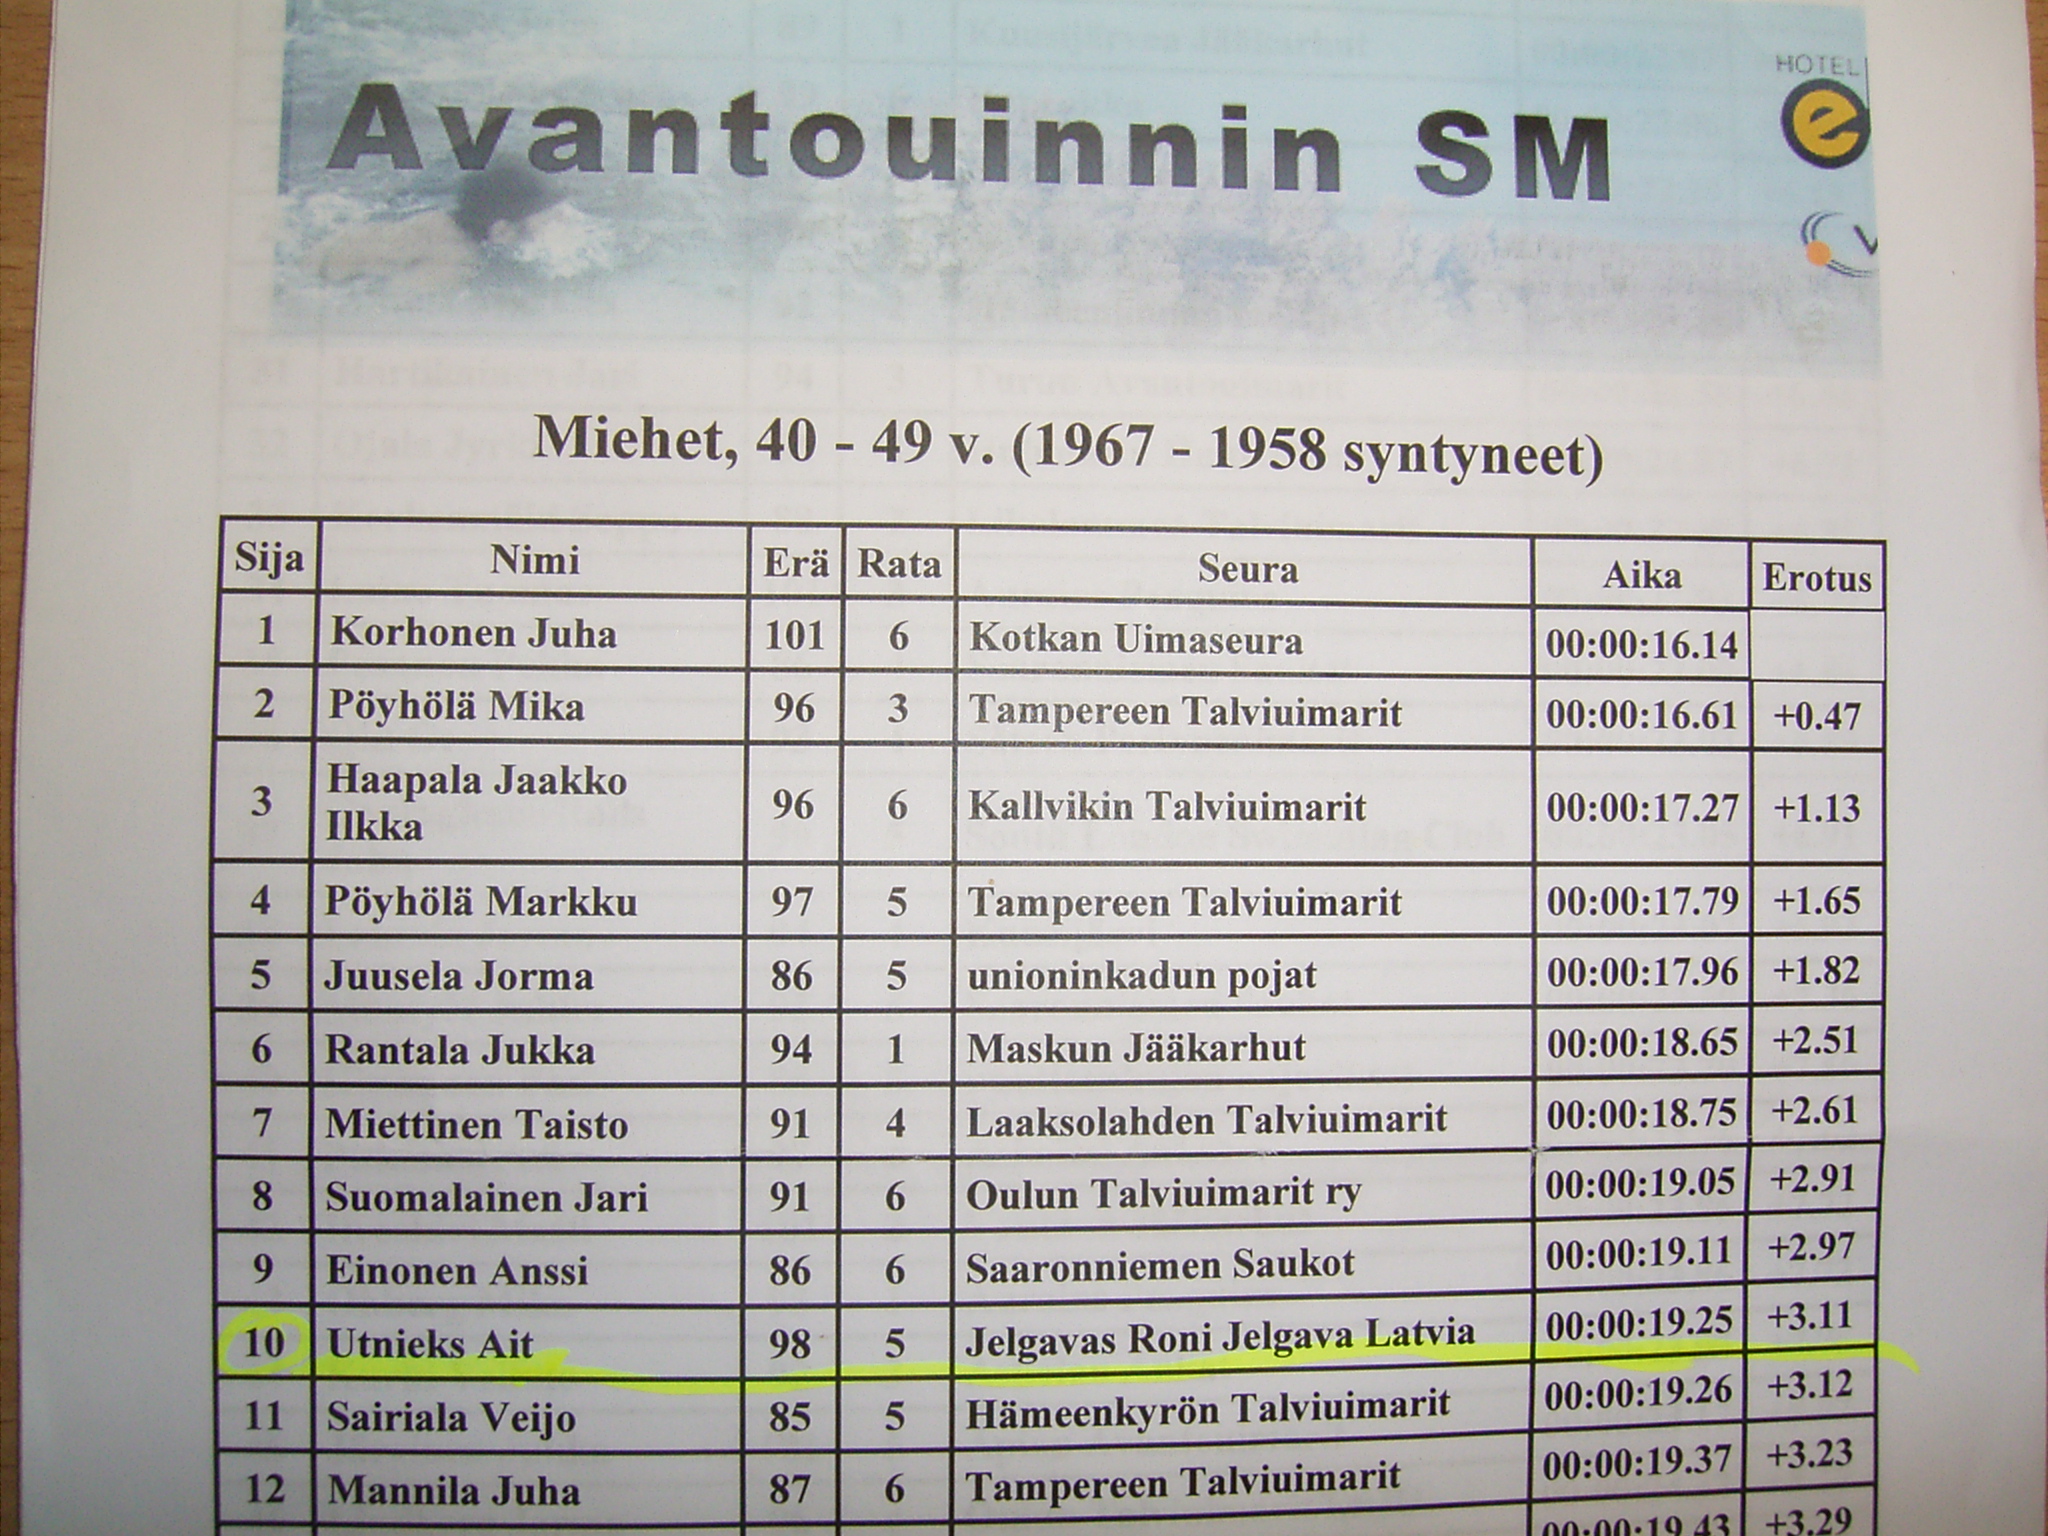 HOTEL
e
Avantouinnin SM
V
Miehet, 40 - 49 v. (1967 - 1958 syntyneet)
Sija Nimi Erä Rata Seura Aika Erotus
1 Korhonen Juha 101 6 Kotkan Uimaseura 00:00:16.14
2 Pöyhölä Mika 96 3 Tampereen Talviuimarit 00:00:16.61 +0.47
3 Haapala Jaakko Ilkka 96 6 Kallvikin Talviuimarit 00:00:17.27 +1.13
4 Pöyhölä Markku 97 5 Tampereen Talviuimarit 00:00:17.79 +1.65
5 Juusela Jorma 86 5 unioninkadun pojat 00:00:17.96 +1.82
6 Rantala Jukka 94 1 Maskun Jääkarhut 00:00:18.65 +2.51
7 Miettinen Taisto 91 4 Laaksolahden Talviuimarit 00:00:18.75 +2.61
8 Suomalainen Jari 91 6 Oulun Talviuimarit ry 00:00:19.05 +2.91
9 Einonen Anssi 86 6 Saaronniemen Saukot 00:00:19.11 +2.97
10 Utnieks Ait 98 5 Jelgavas Roni Jelgava Latvia 00:00:19.25 +3.11
11 Sairiala Veijo 85 5 Hämeenkyrön Talviuimarit 00:00:19.26 +3.12
12 Mannila Juha 87 6 Tampereen Talviuimarit 00:00:19.37 +3.23
00:00:19.43 +3.29